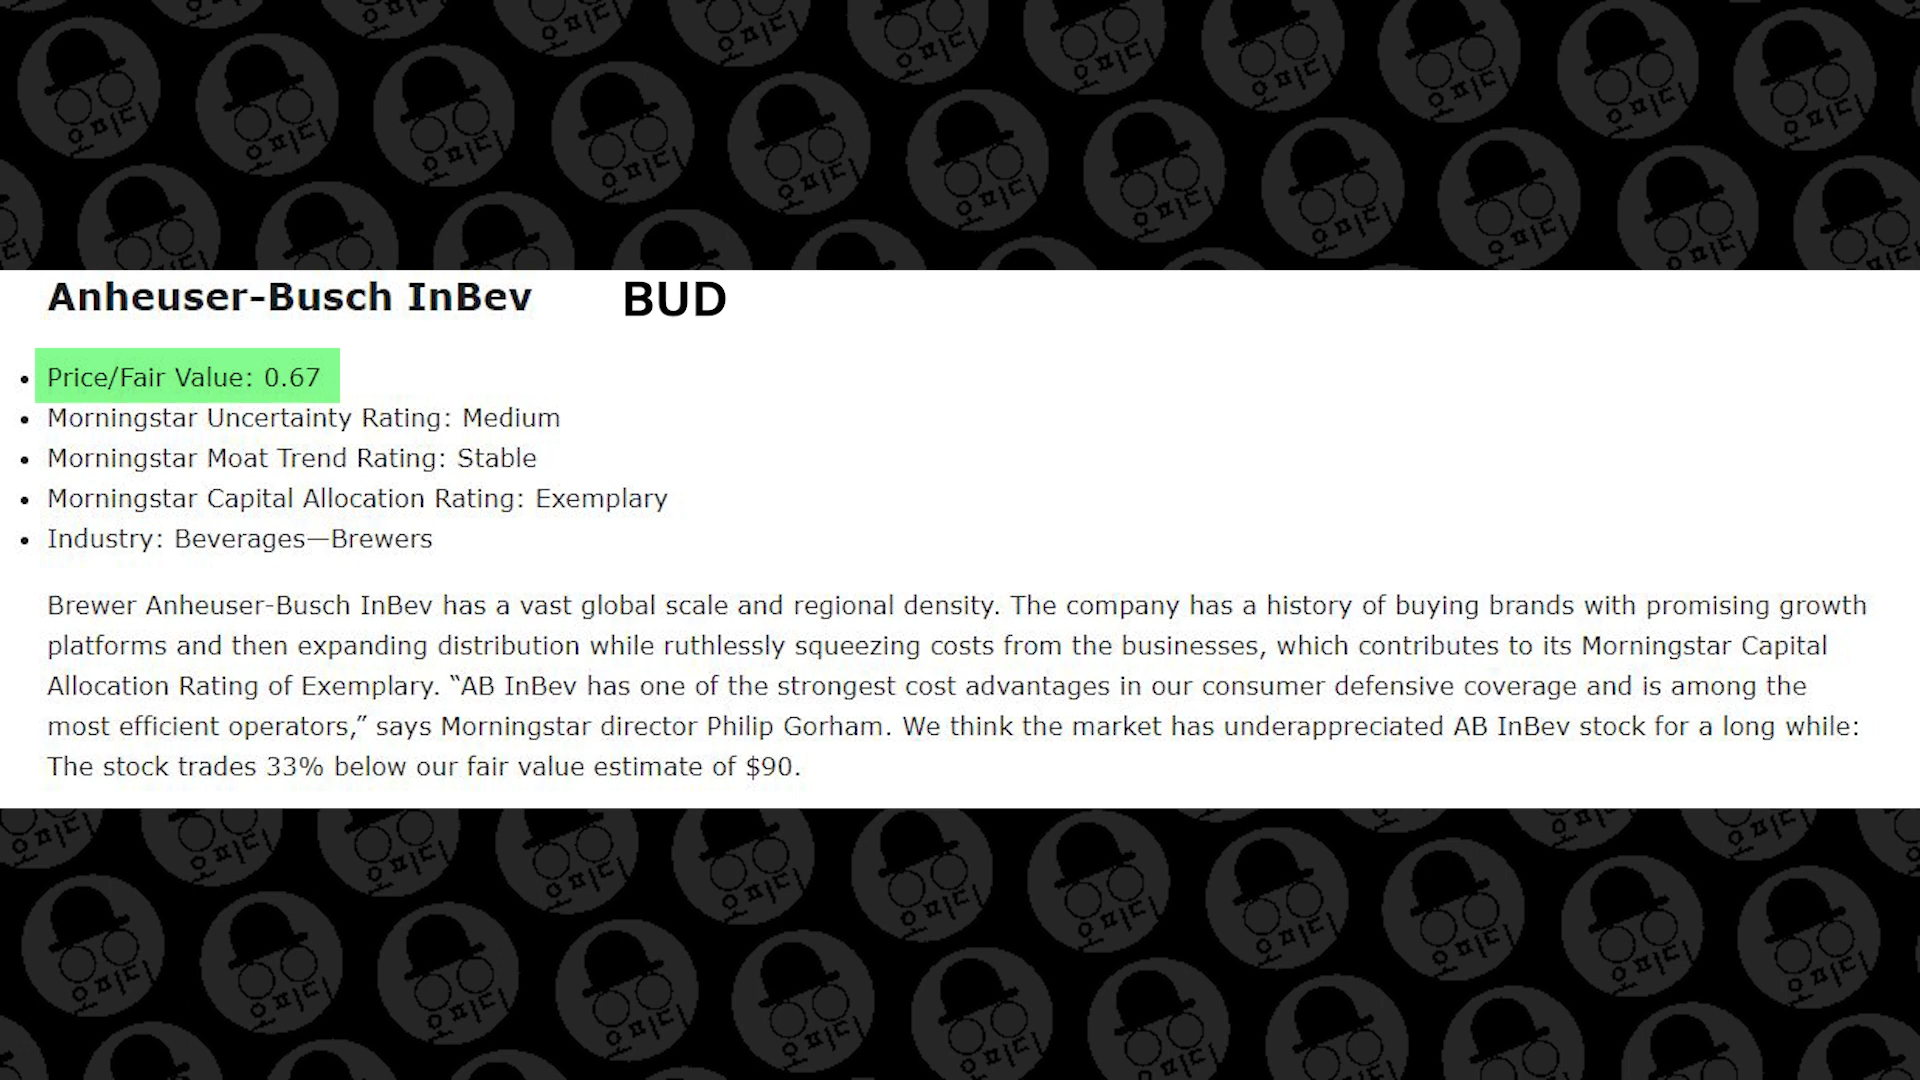 Anheuser-Busch InBev BUD
• Price/Fair Value: 0.67
• Morningstar Uncertainty Rating: Medium
• Morningstar Moat Trend Rating: Stable
• Morningstar Capital Allocation Rating: Exemplary
• Industry: Beverages—Brewers
Brewer Anheuser-Busch InBev has a vast global scale and regional density. The company has a history of buying brands with promising growth
platforms and then expanding distribution while ruthlessly squeezing costs from the businesses, which contributes to its Morningstar Capital
Allocation Rating of Exemplary. “AB InBev has one of the strongest cost advantages in our consumer defensive coverage and is among the
most efficient operators,” says Morningstar director Philip Gorham. We think the market has underappreciated AB InBev stock for a long while:
The stock trades 33% below our fair value estimate of $90.